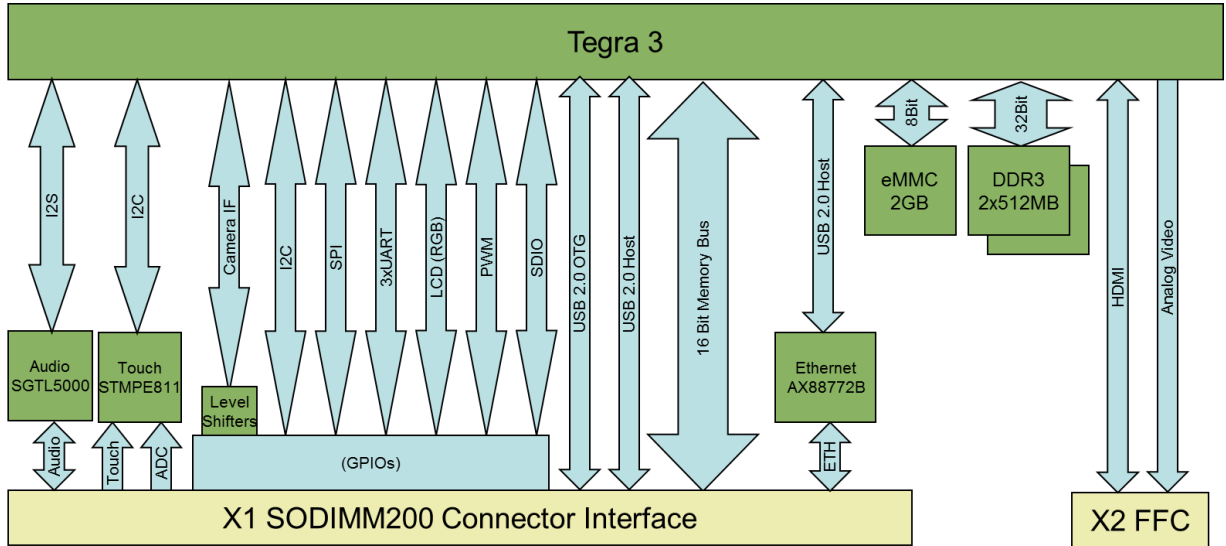 Tegra 3
I2S
I2C
Camera IF
I2C
SPI
3xUART
LCD (RGB)
PWM
SDIO
USB 2.0 OTG
USB 2.0 Host
16 Bit Memory Bus
USB 2.0 Host
8Bit
32Bit
eMMC
2GB
DDR3
2x512MB
HDMI
Analog Video
Audio
SGTL5000
Touch
STMPE811
Level
Shifters
Ethernet
AX88772B
Audio
Touch
ADC
(GPIOs)
ETH
X1 SODIMM200 Connector Interface
X2 FFC